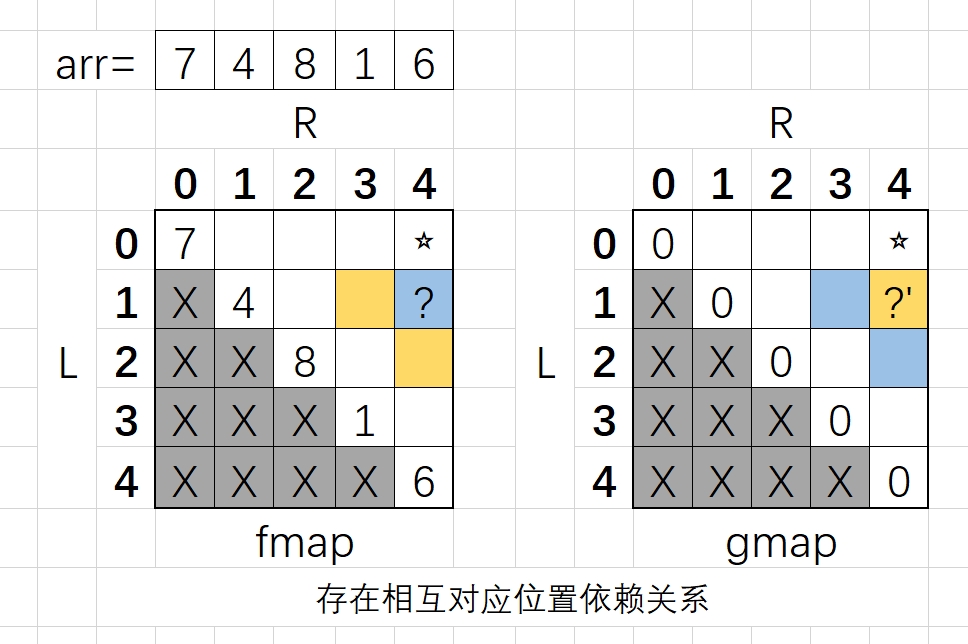 arr= 7 4 8 1 6
R R
0 1 2 3 4 0 1 2 3 4
0 7 ☆ 0 0 ☆
1 X 4 ? 1 X 0 ?'
L 2 X X 8 L 2 X X 0
3 X X X 1 3 X X X 0
4 X X X X 6 4 X X X X 0
fmap gmap
存在相互对应位置依赖关系